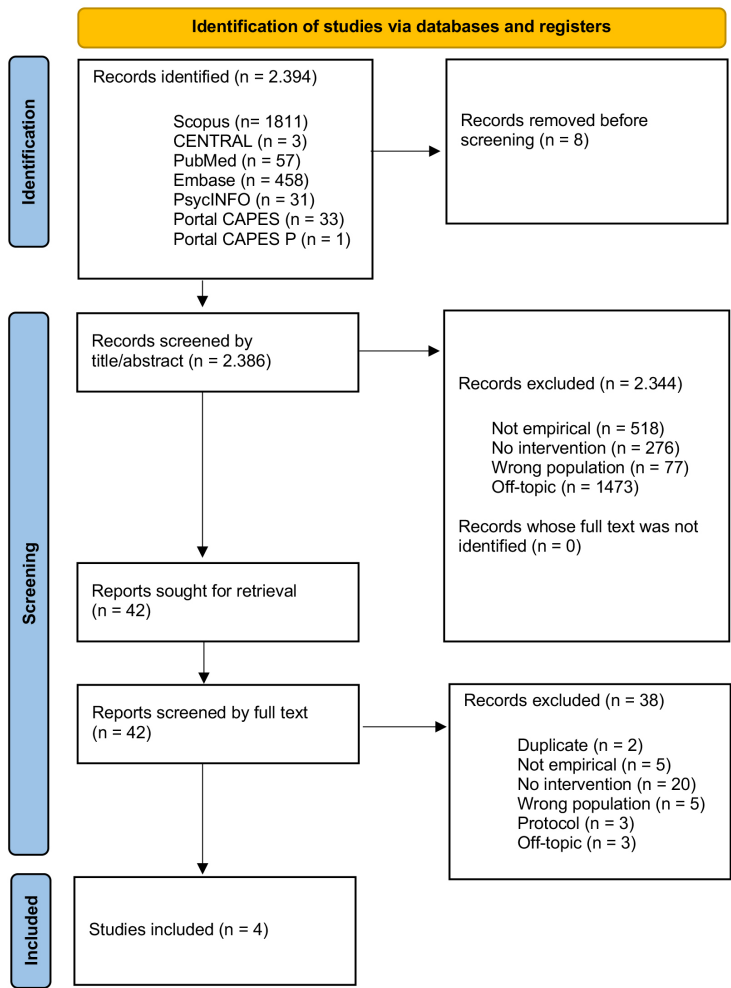 Identification of studies via databases and registers
Identification
Records identified (n = 2.394)
Scopus (n= 1811)
CENTRAL (n = 3)
PubMed (n = 57)
Embase (n = 458)
PsycINFO (n = 31)
Portal CAPES (n = 33)
Portal CAPES P (n = 1)
Records removed before
screening (n = 8)
Screening
Records screened by
title/abstract (n = 2.386)
Records excluded (n = 2.344)
Not empirical (n = 518)
No intervention (n = 276)
Wrong population (n = 77)
Off-topic (n = 1473)
Records whose full text was not
identified (n = 0)
Reports sought for retrieval
(n = 42)
Reports screened by full text
(n = 42)
Records excluded (n = 38)
Duplicate (n = 2)
Not empirical (n = 5)
No intervention (n = 20)
Wrong population (n = 5)
Protocol (n = 3)
Off-topic (n = 3)
Included
Studies included (n = 4)